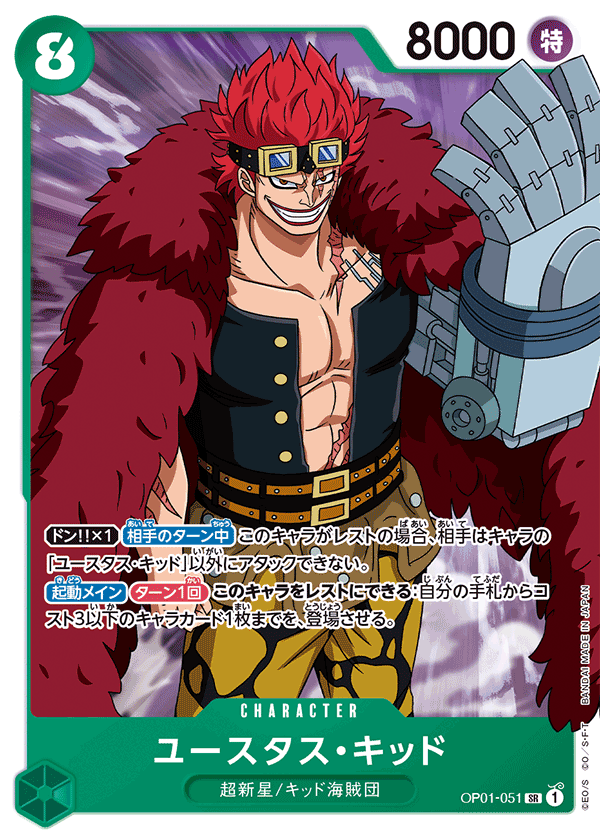 8
8000 特
ドン!!×1 相手のターン中 このキャラがレストの場合、相手はキャラの
「ユースタス・キッド」以外にアタックできない。
起動メイン ターン1回 このキャラをレストにできる:自分の手札からコ
スト3以下のキャラカード1枚までを、登場させる。
CHARACTER
ユースタス・キッド
超新星/キッド海賊団
OP01-051 SR 1
©E.O/S ©O/S・F・T BANDAI MADE IN JAPAN